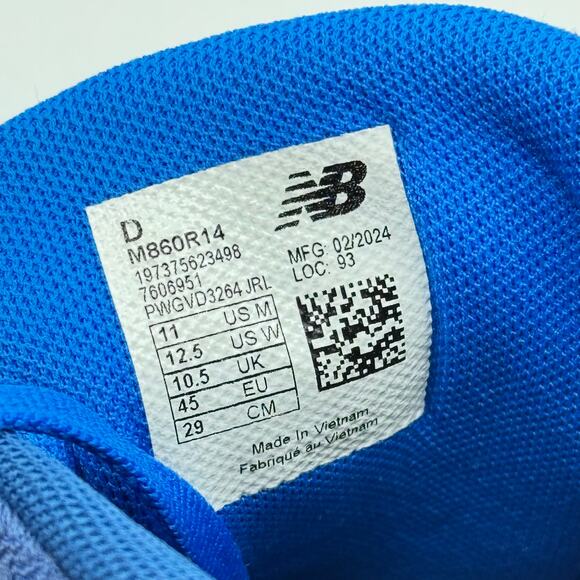 D
M860R14
197375623498
7606951
PWGVD3264 JRL
11 US M
12.5 US W
10.5 UK
45 EU
29 CM
NB
MFG: 02/2024
LOC: 93
Made In Vietnam
Fabriqué au Vietnam